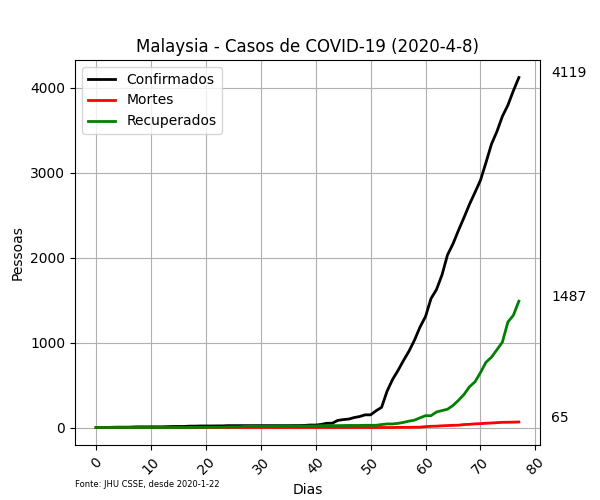 Malaysia - Casos de COVID-19 (2020-4-8)
Confirmados
Mortes
Recuperados
4119
1487
65
Pessoas
4000
3000
2000
1000
0
0 10 20 30 40 50 60 70 80
Dias
Fonte: JHU CSSE, desde 2020-1-22